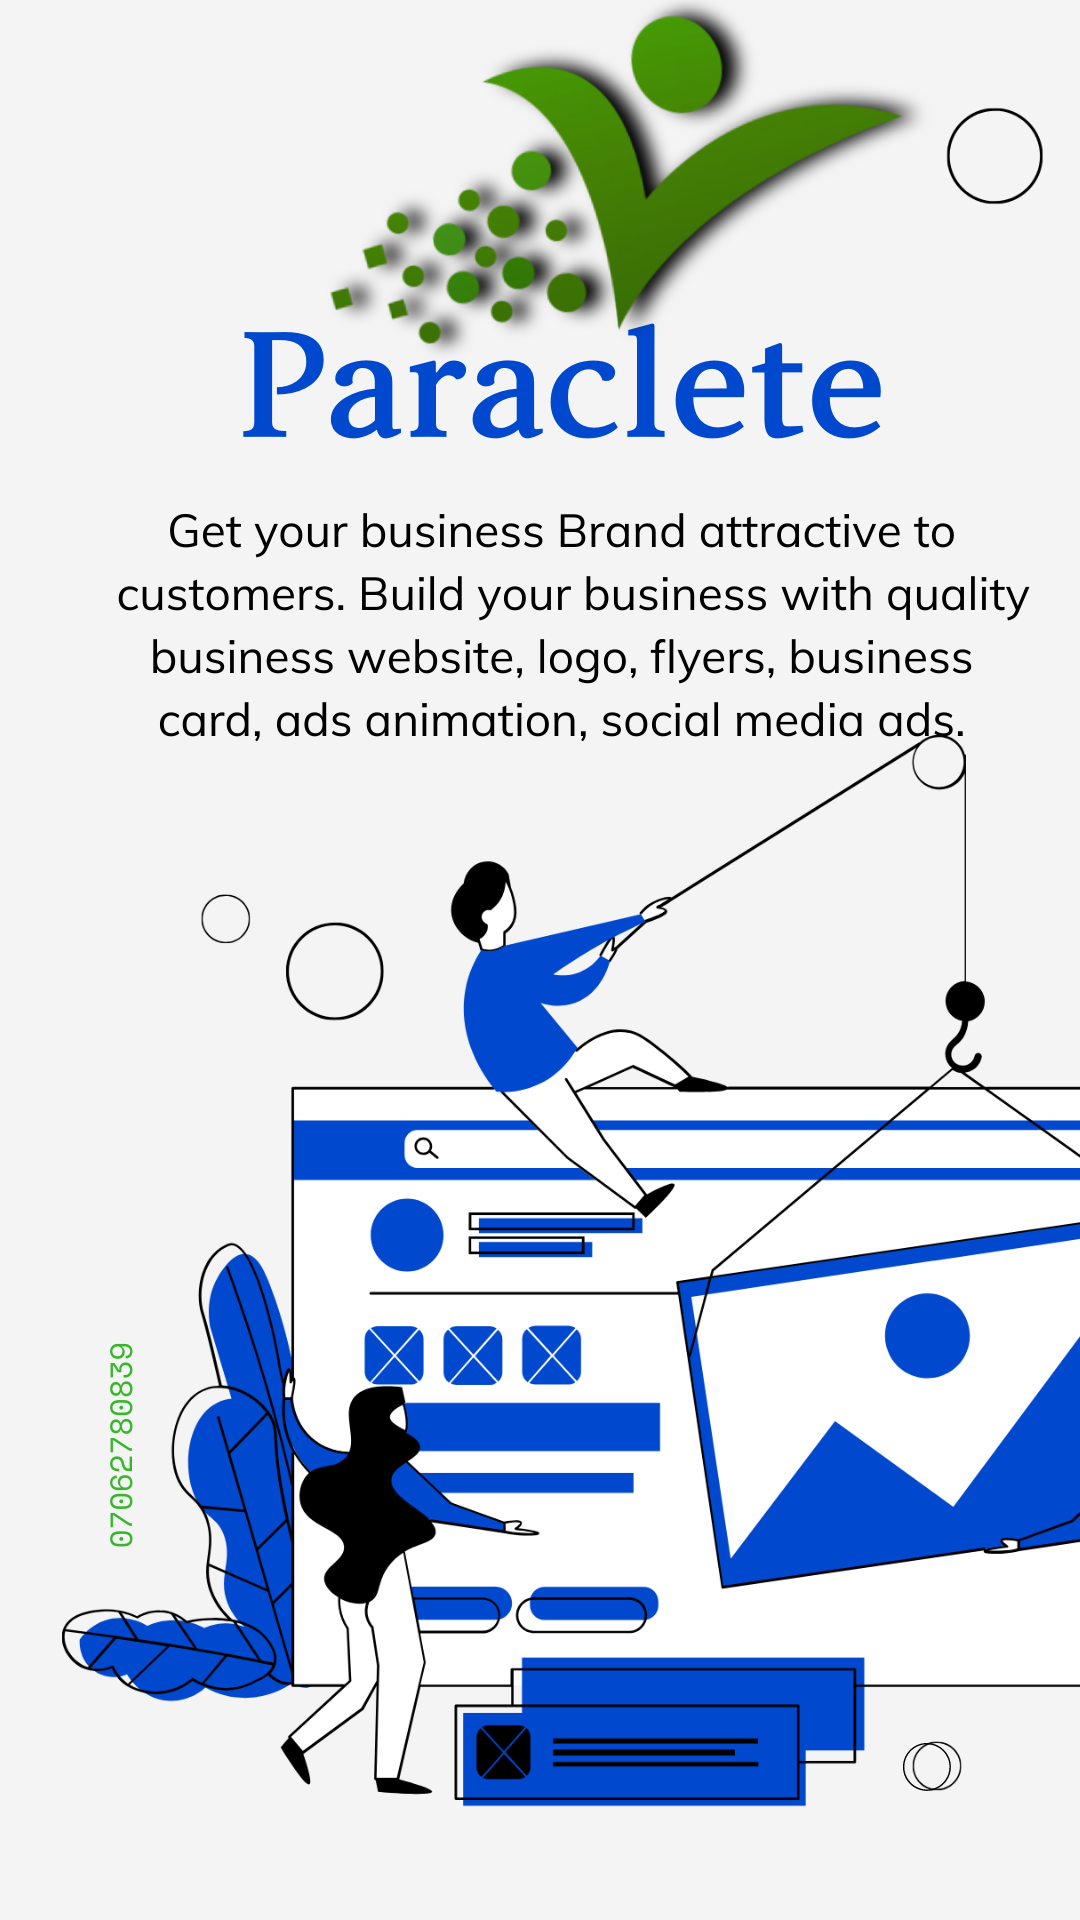 Paraclete
Get your business Brand attractive to
customers. Build your business with quality
business website, logo, flyers, business
card, ads animation, social media ads.
07062780839